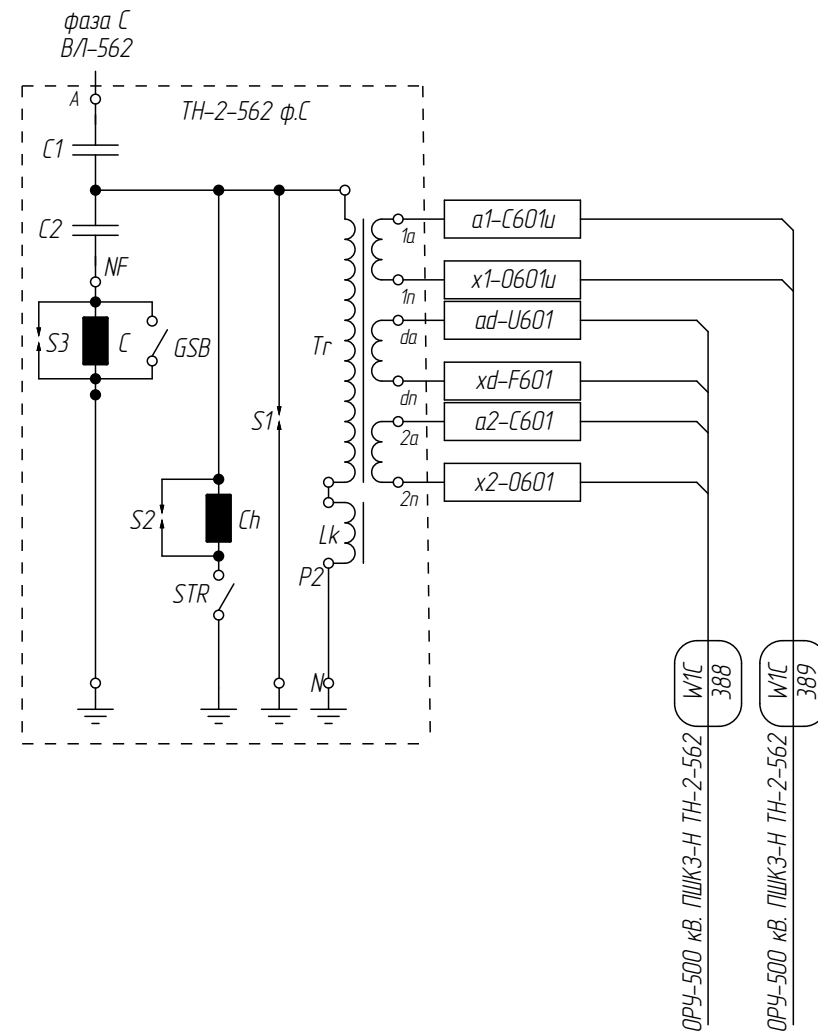 фаза С
ВЛ-562
А
ТН-2-562 ф.С
С1
С2
NF
S3
C
GSB
S2
Ch
STR
S1
Tr
Lk
P2
N
1a
1n
da
dn
2a
2n
a1-C601и
x1-0601и
ad-U601
xd-F601
a2-C601
x2-0601
W1C
388
W1C
389
ОРУ-500 кВ. ПШКЗ-Н ТН-2-562
ОРУ-500 кВ. ПШКЗ-Н ТН-2-562